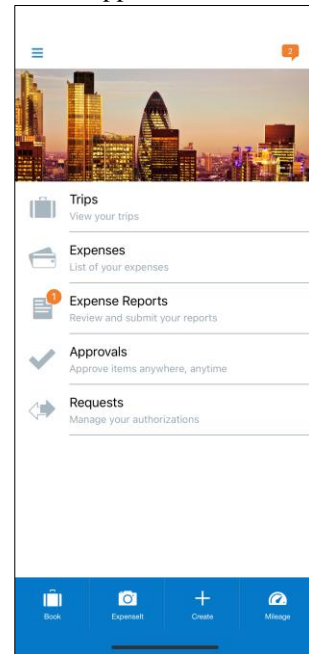 2
Trips
View your trips
Expenses
List of your expenses
1
Expense Reports
Review and submit your reports
Approvals
Approve items anywhere, anytime
Requests
Manage your authorizations
Book
ExpenseIt
Create
Mileage